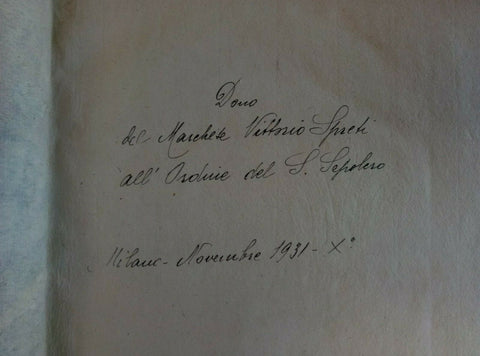 Dono
del Marchese Vittorio Spreti
all' Ordine del S. Sepolcro
Milano - Novembre 1931 - X°